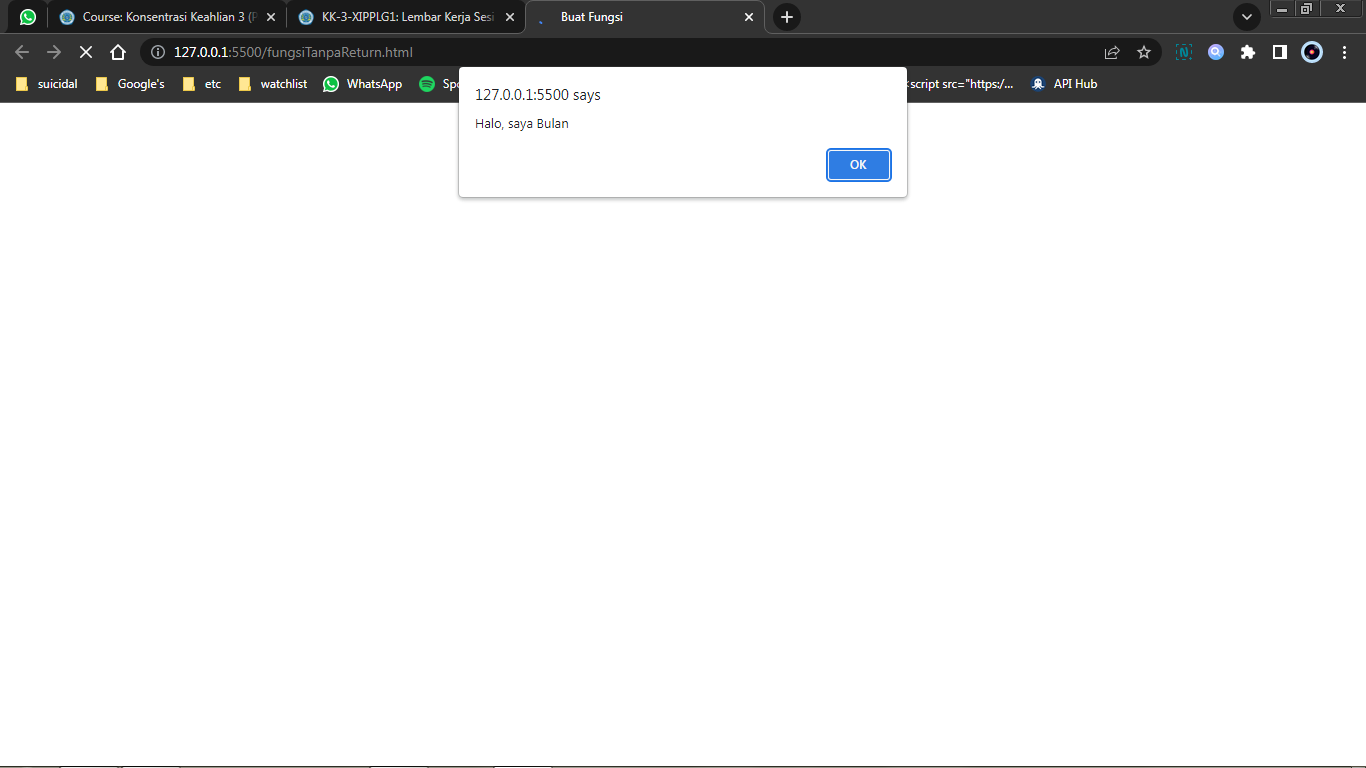 Course: Konsentrasi Keahlian 3 (P
KK-3-XIPPLG1: Lembar Kerja Sesi
Buat Fungsi
127.0.0.1:5500/fungsiTanpaReturn.html
suicidal
Google's
etc
watchlist
WhatsApp
Spo
<script src="https:/...
API Hub
127.0.0.1:5500 says
Halo, saya Bulan
OK